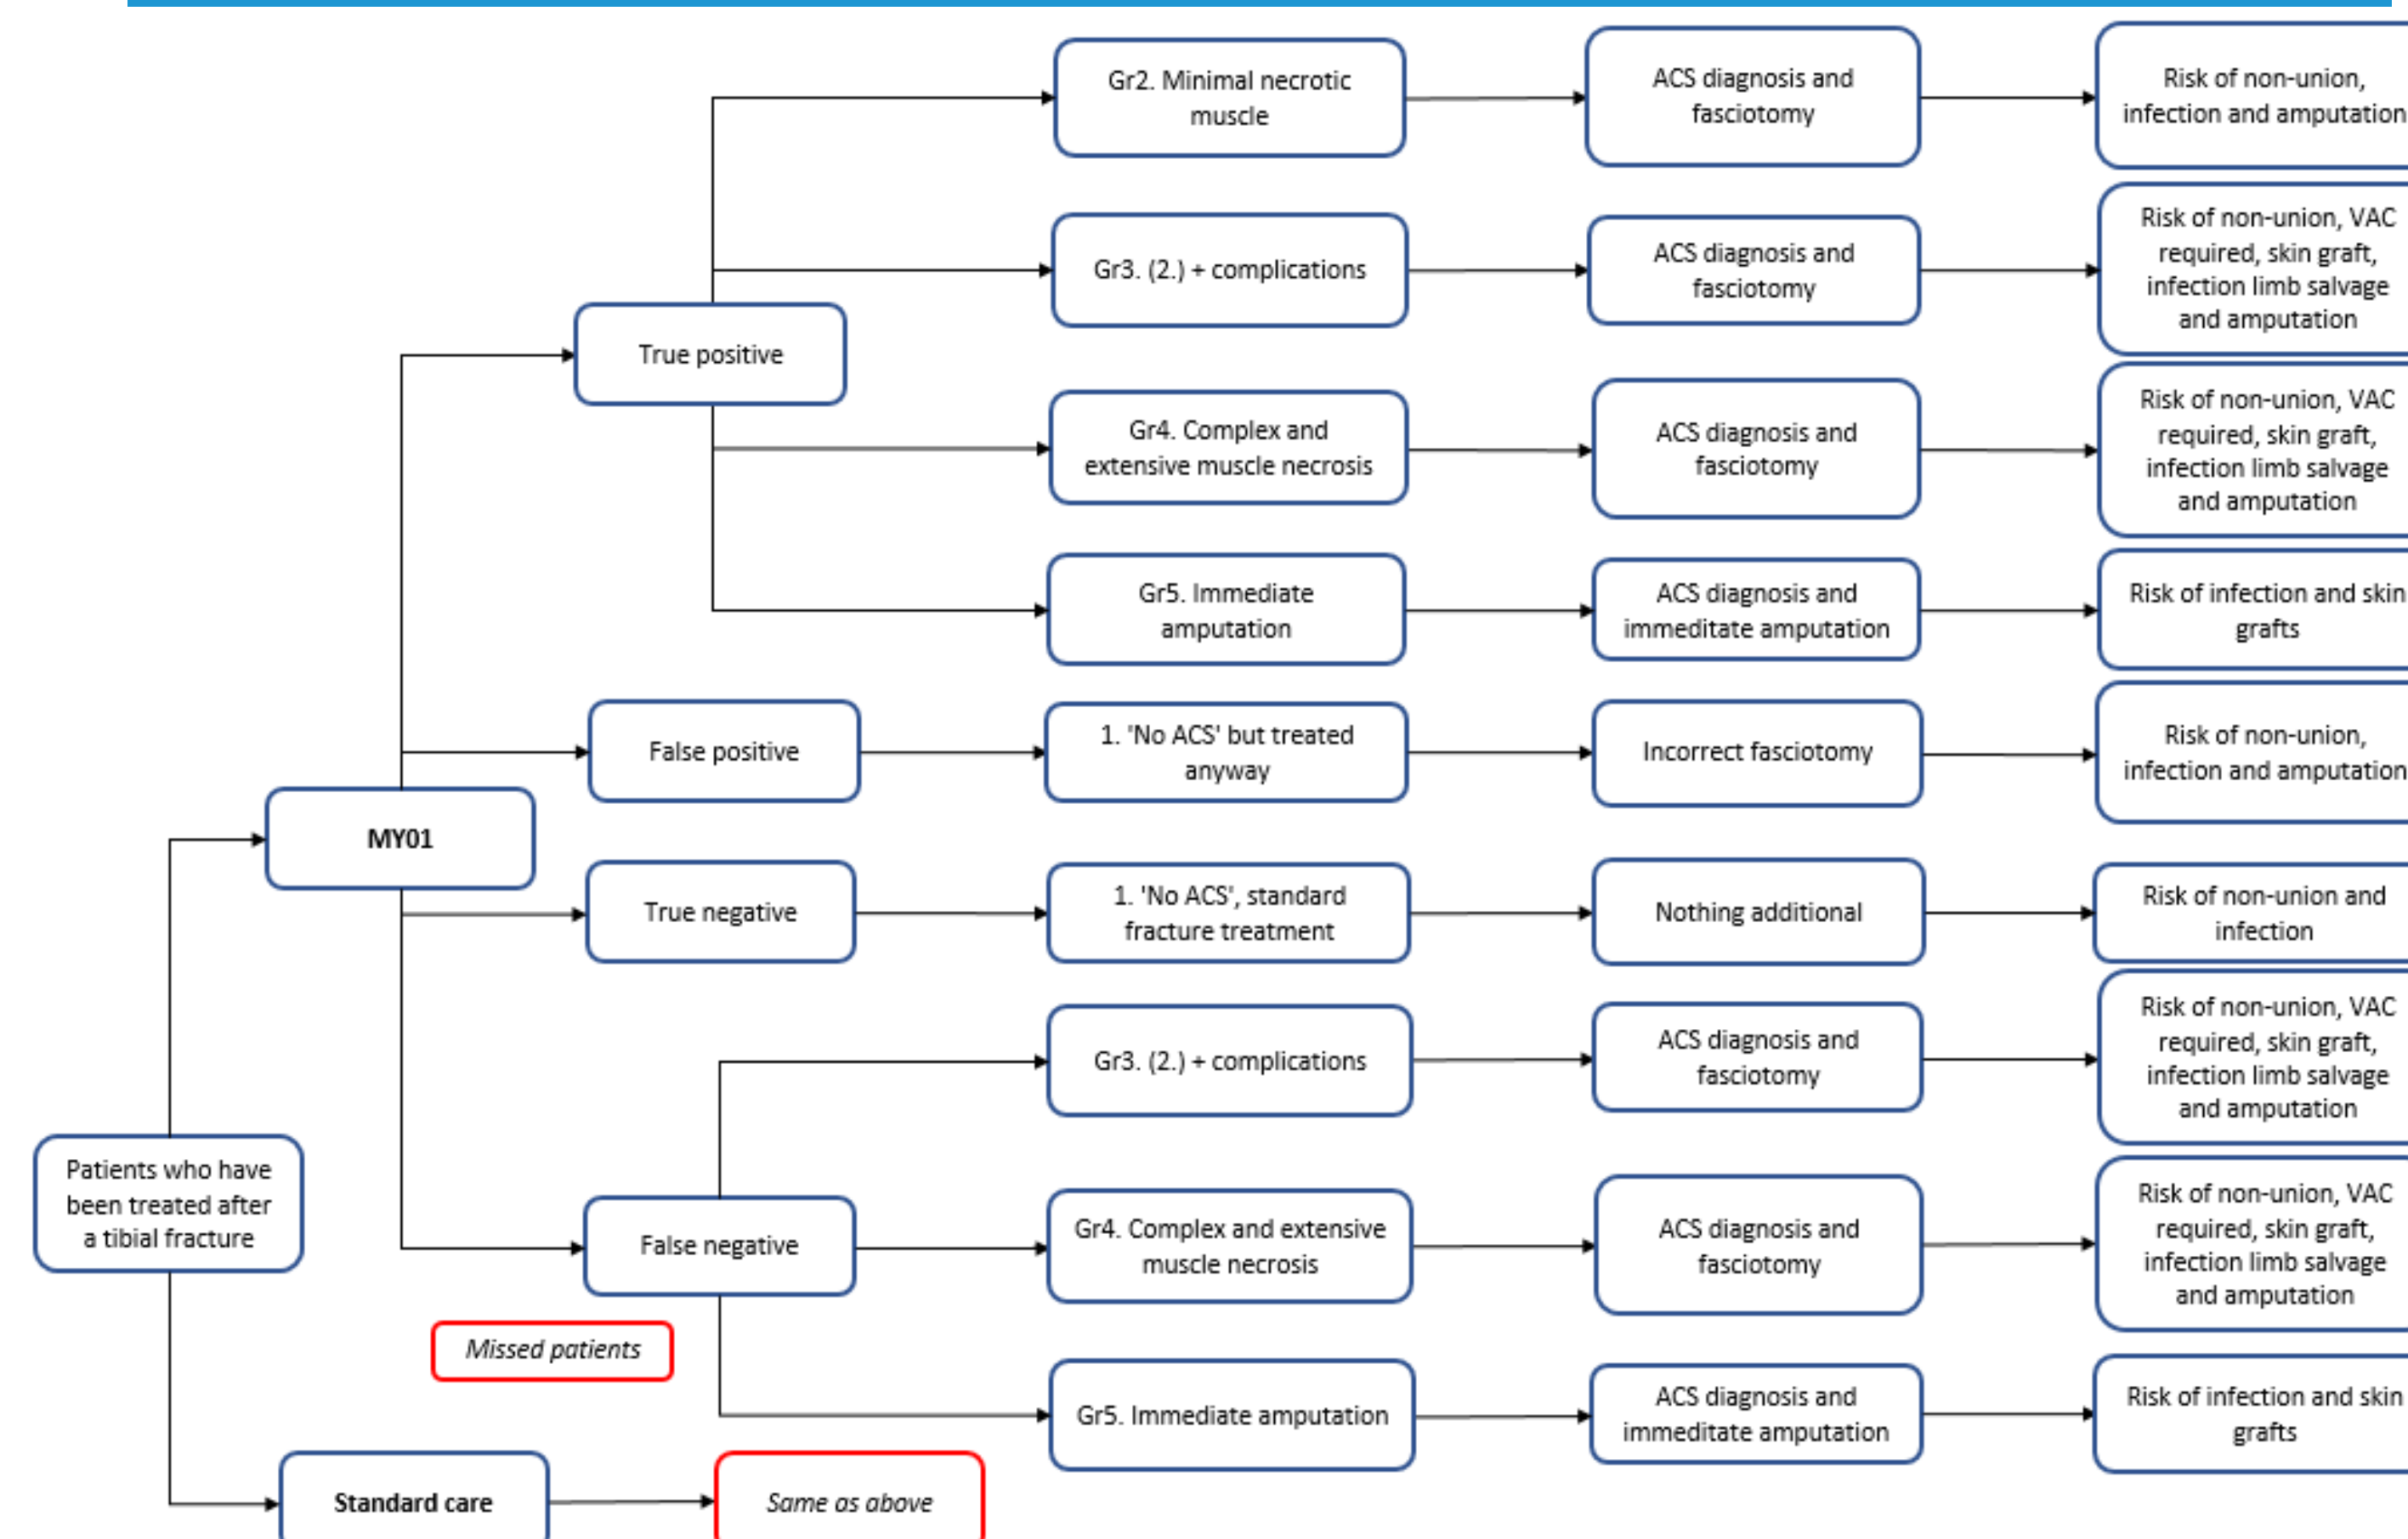 Gr2. Minimal necrotic
muscle
ACS diagnosis and
fasciotomy
Risk of non-union,
infection and amputation
Gr3. (2.) + complications
ACS diagnosis and
fasciotomy
Risk of non-union, VAC
required, skin graft,
infection limb salvage
and amputation
True positive
Gr4. Complex and
extensive muscle necrosis
ACS diagnosis and
fasciotomy
Risk of non-union, VAC
required, skin graft,
infection limb salvage
and amputation
Gr5. Immediate
amputation
ACS diagnosis and
immeditate amputation
Risk of infection and skin
grafts
False positive
1. 'No ACS' but treated
anyway
Incorrect fasciotomy
Risk of non-union,
infection and amputation
MY01
True negative
1. 'No ACS', standard
fracture treatment
Nothing additional
Risk of non-union and
infection
Gr3. (2.) + complications
ACS diagnosis and
fasciotomy
Risk of non-union, VAC
required, skin graft,
infection limb salvage
and amputation
Patients who have
been treated after
a tibial fracture
False negative
Gr4. Complex and extensive
muscle necrosis
ACS diagnosis and
fasciotomy
Risk of non-union, VAC
required, skin graft,
infection limb salvage
and amputation
Missed patients
Gr5. Immediate amputation
ACS diagnosis and
immeditate amputation
Risk of infection and skin
grafts
Standard care
Same as above